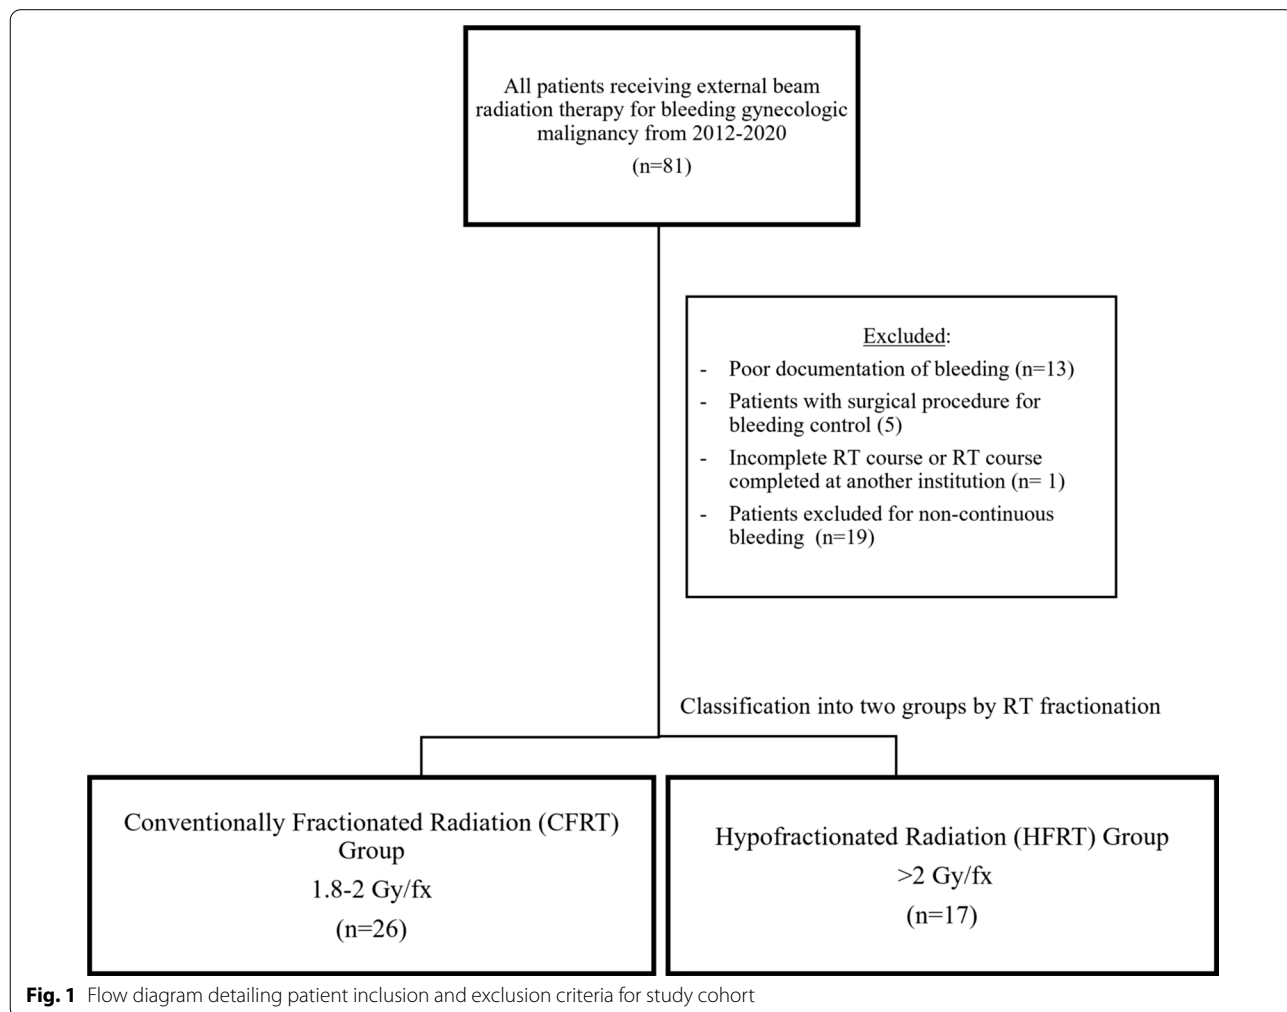 All patients receiving external beam
radiation therapy for bleeding gynecologic
malignancy from 2012-2020
(n=81)
Excluded:
- Poor documentation of bleeding (n=13)
- Patients with surgical procedure for
bleeding control (5)
- Incomplete RT course or RT course
completed at another institution (n= 1)
- Patients excluded for non-continuous
bleeding (n=19)
Classification into two groups by RT fractionation
Conventionally Fractionated Radiation (CFRT)
Group
1.8-2 Gy/fx
(n=26)
Hypofractionated Radiation (HFRT) Group
>2 Gy/fx
(n=17)
Fig. 1 Flow diagram detailing patient inclusion and exclusion criteria for study cohort